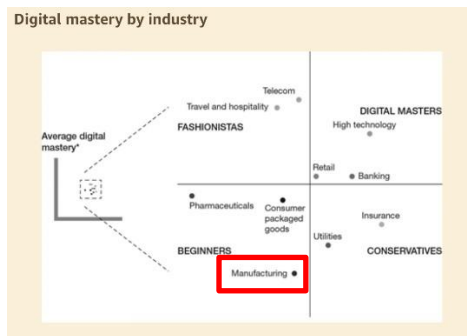 Digital mastery by industry
Telecom
Travel and hospitality
DIGITAL MASTERS
FASHIONISTAS
High technology
Average digital
mastery*
Retail
Banking
Pharmaceuticals
Consumer
packaged
goods
Insurance
Utilities
BEGINNERS
CONSERVATIVES
Manufacturing